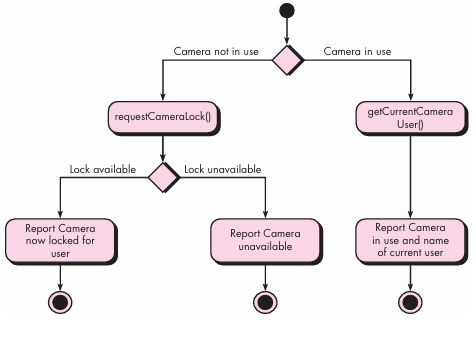 Camera not in use
Camera in use
requestCameraLock()
getCurrentCamera
User()
Lock available
Lock unavailable
Report Camera
now locked for
user
Report Camera
unavailable
Report Camera
in use and name
of current user